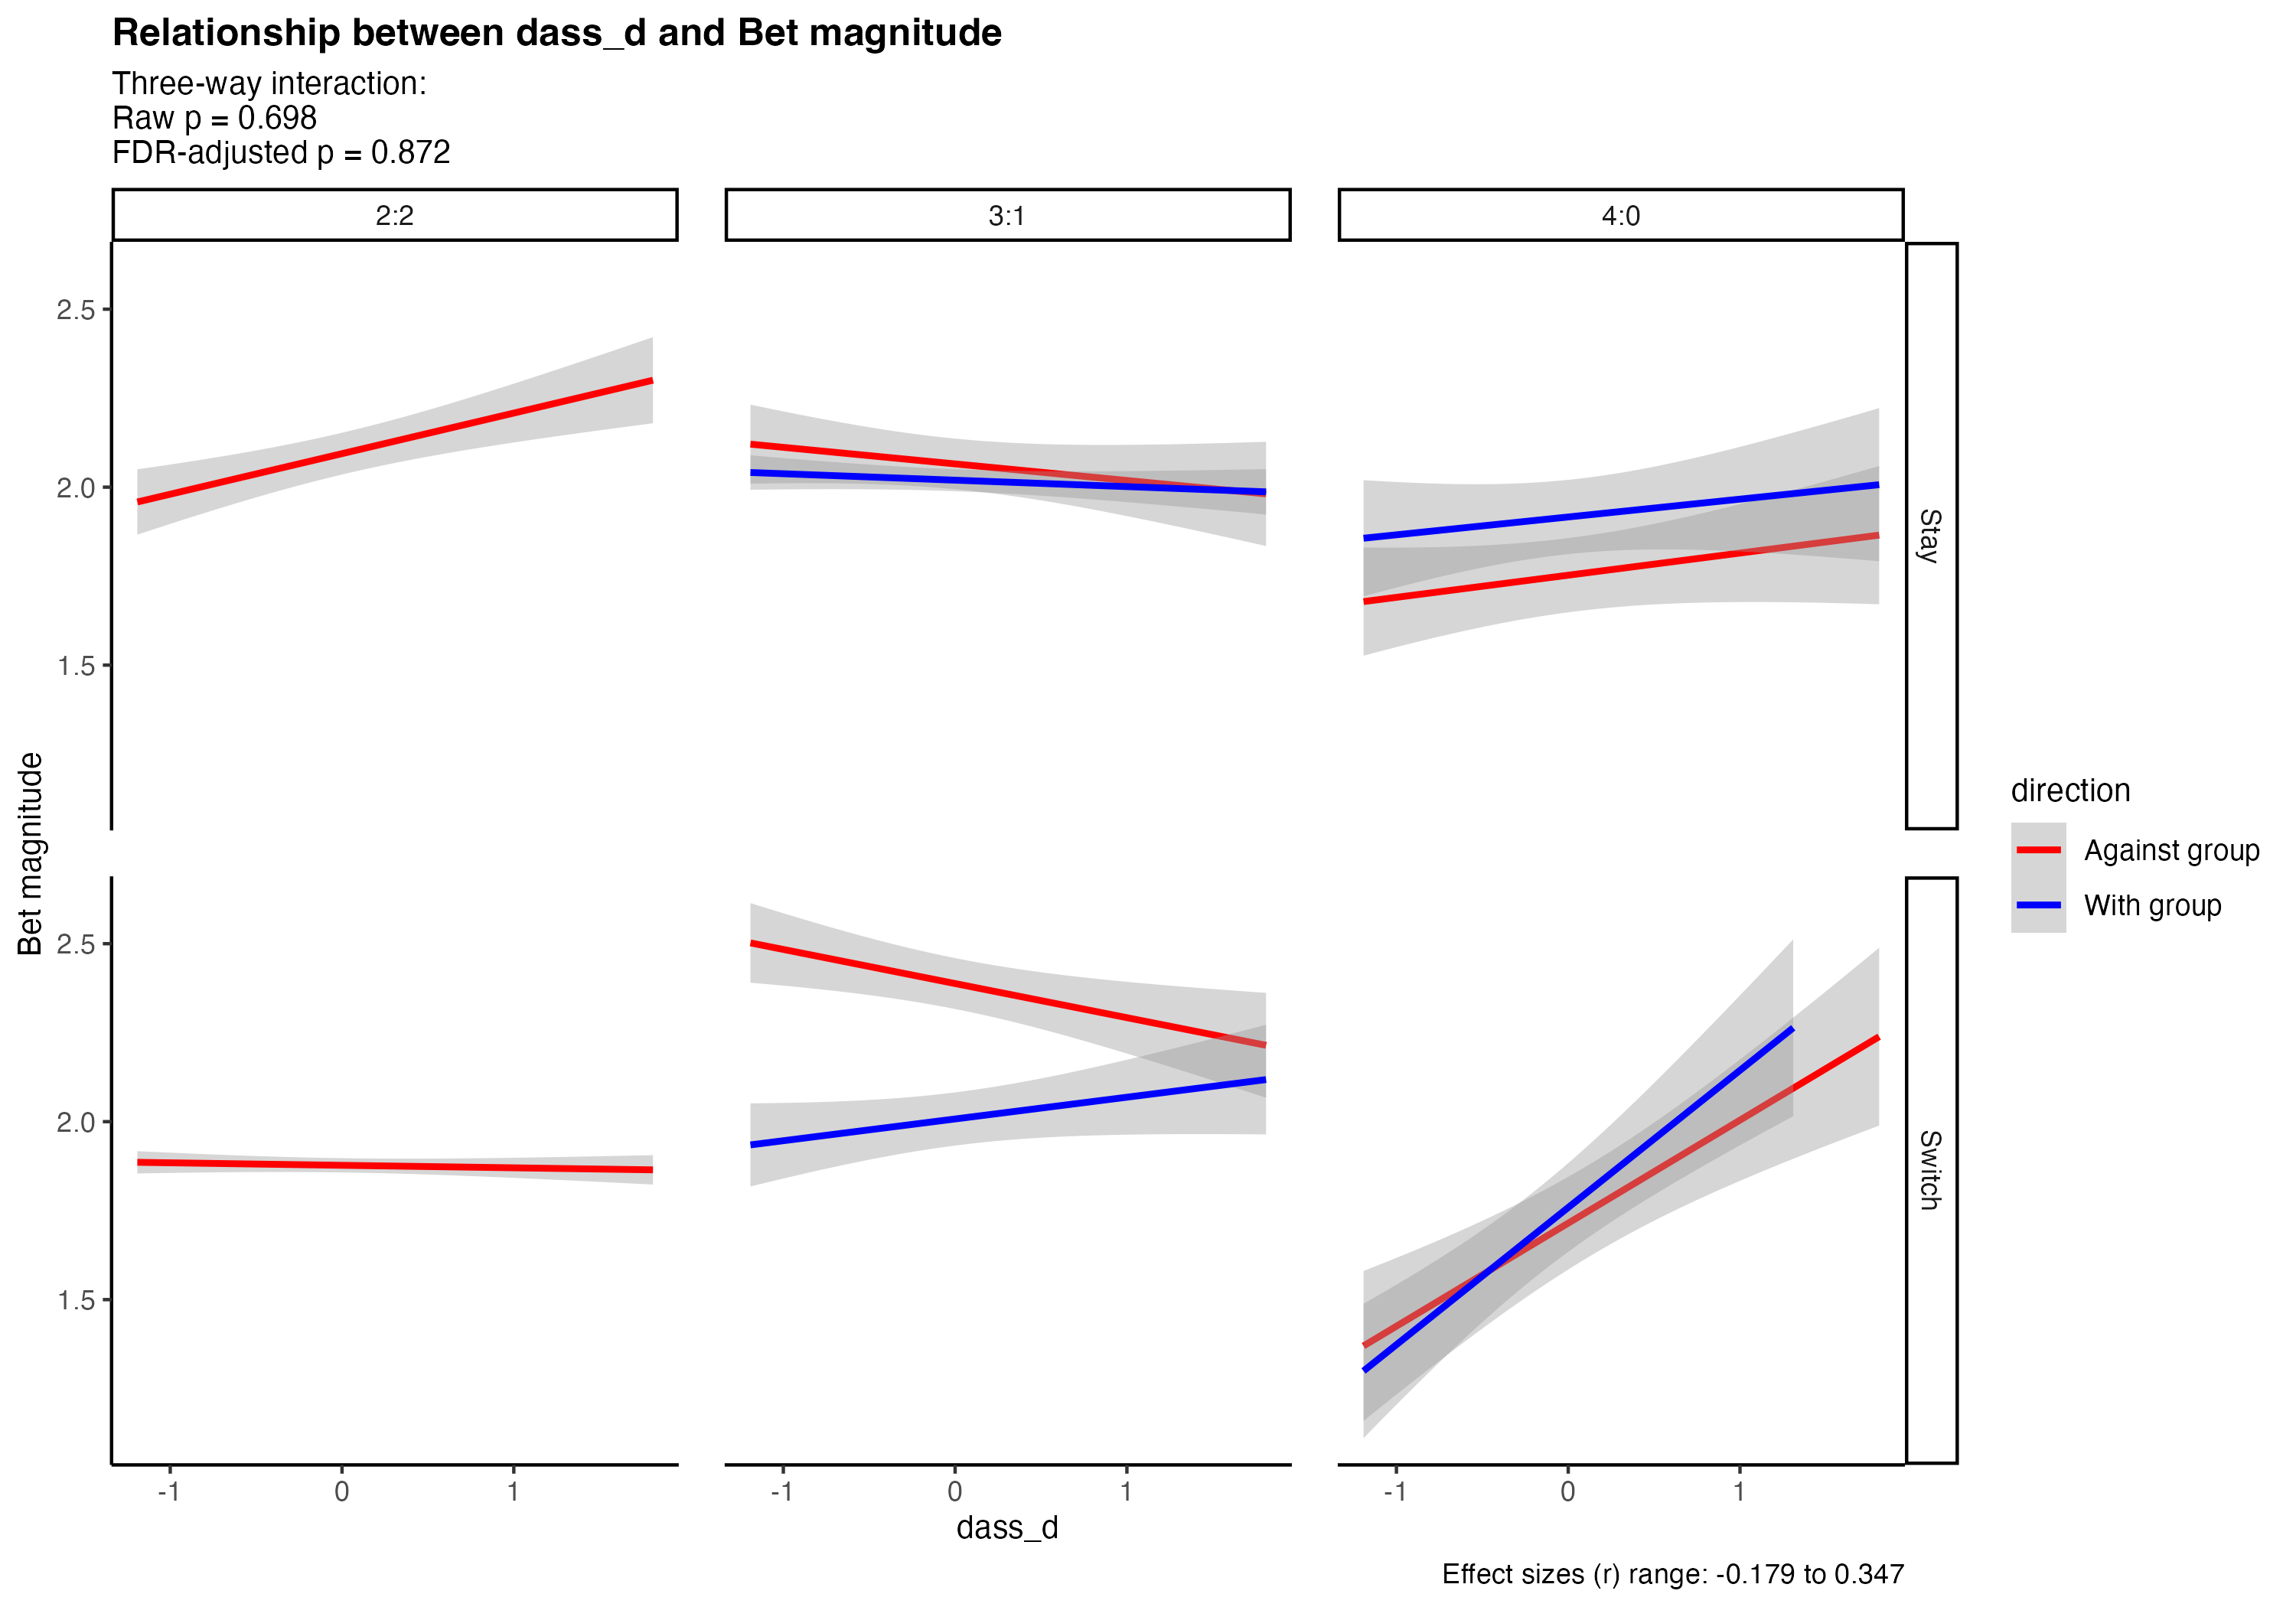 Relationship between dass_d and Bet magnitude
Three-way interaction:
Raw p = 0.698
FDR-adjusted p = 0.872
2:2
3:1
4:0
2.5
2.0
1.5
Stay
2.5
2.0
1.5
Switch
Bet magnitude
-1
0
1
-1
0
1
-1
0
1
dass_d
direction
Against group
With group
Effect sizes (r) range: -0.179 to 0.347